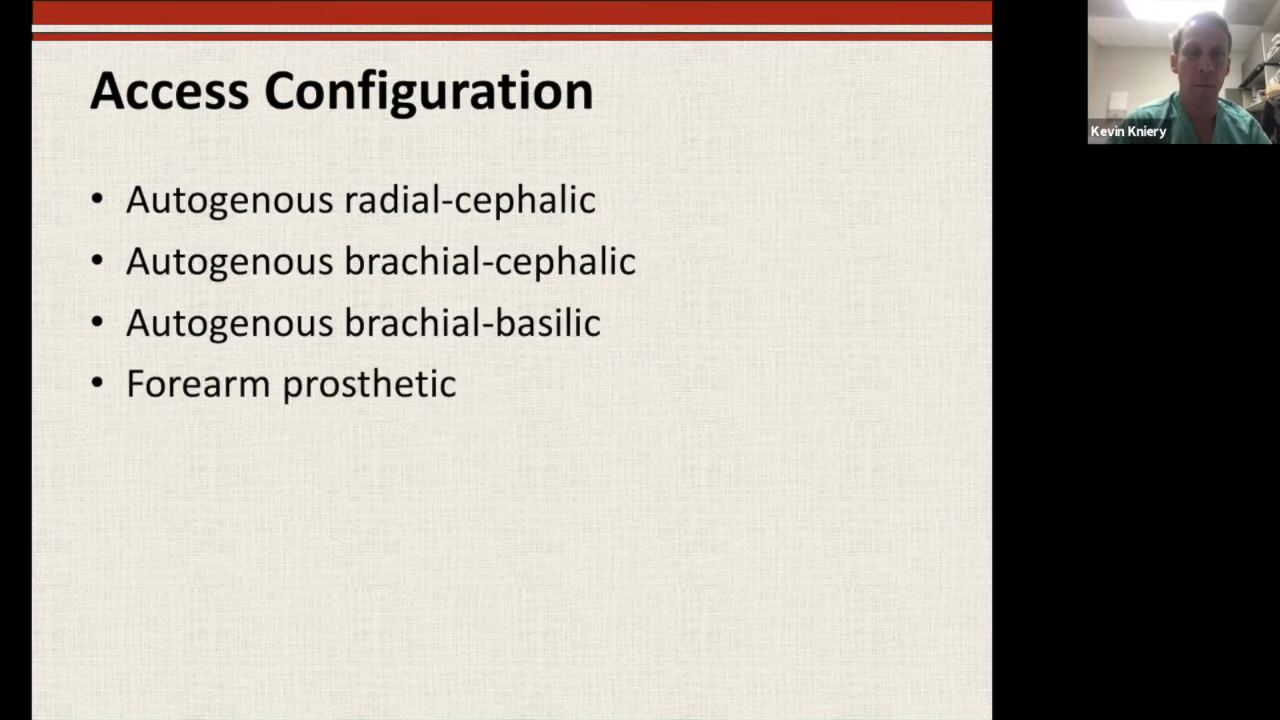 Access Configuration
• Autogenous radial-cephalic
• Autogenous brachial-cephalic
• Autogenous brachial-basilic
• Forearm prosthetic
Kevin Kniery